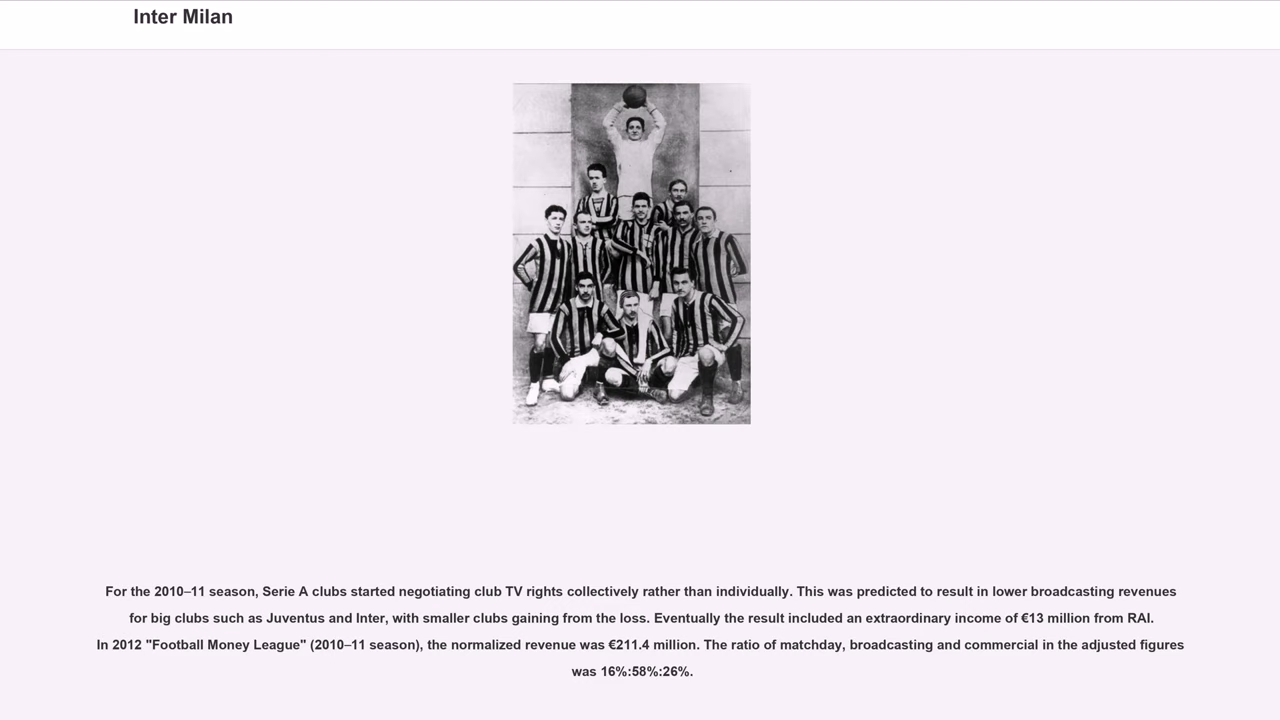 Inter Milan
For the 2010–11 season, Serie A clubs started negotiating club TV rights collectively rather than individually. This was predicted to result in lower broadcasting revenues
for big clubs such as Juventus and Inter, with smaller clubs gaining from the loss. Eventually the result included an extraordinary income of €13 million from RAI.
In 2012 "Football Money League" (2010–11 season), the normalized revenue was €211.4 million. The ratio of matchday, broadcasting and commercial in the adjusted figures
was 16%:58%:26%.